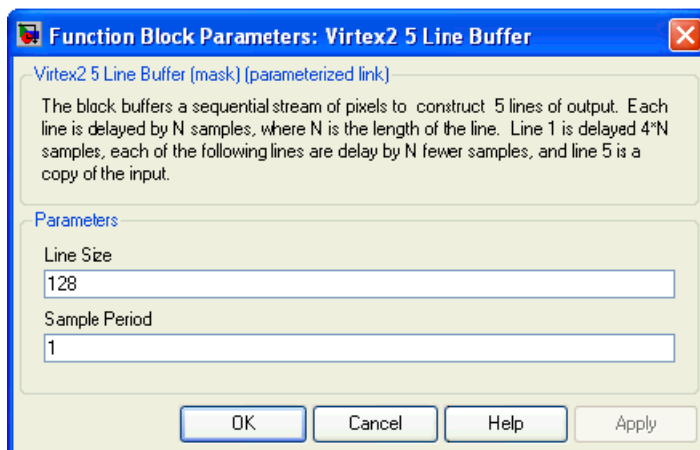 Function Block Parameters: Virtex2 5 Line Buffer
Virtex2 5 Line Buffer (mask) (parameterized link)
The block buffers a sequential stream of pixels to construct 5 lines of output. Each
line is delayed by N samples, where N is the length of the line. Line 1 is delayed 4*N
samples, each of the following lines are delay by N fewer samples, and line 5 is a
copy of the input.
Parameters
Line Size
128
Sample Period
1
OK Cancel Help Apply